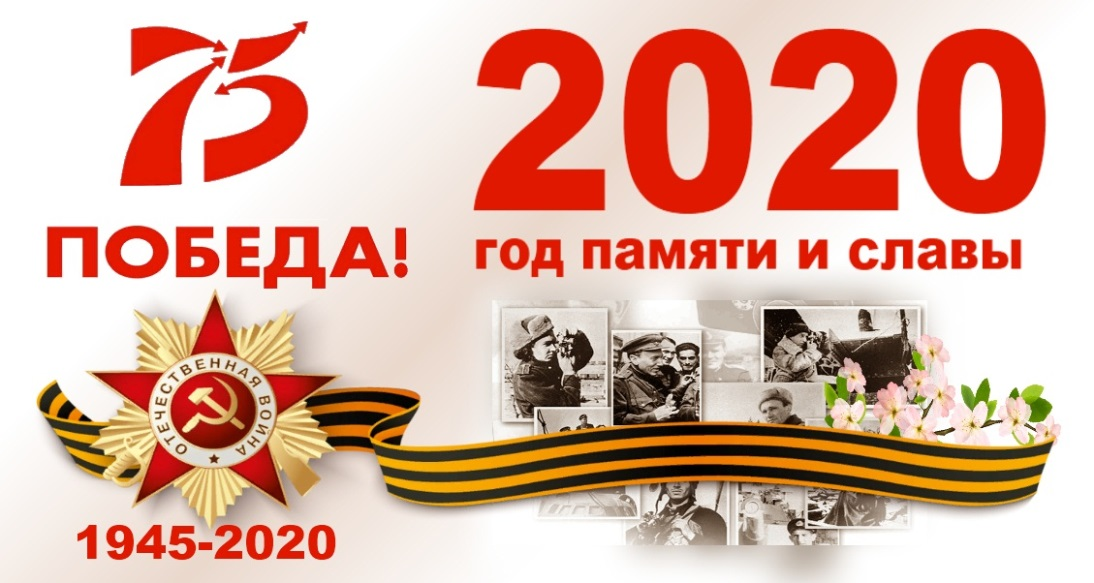 75
ПОБЕДА!
ОТЕЧЕСТВЕННАЯ ВОЙНА
1945-2020
2020
год памяти и славы